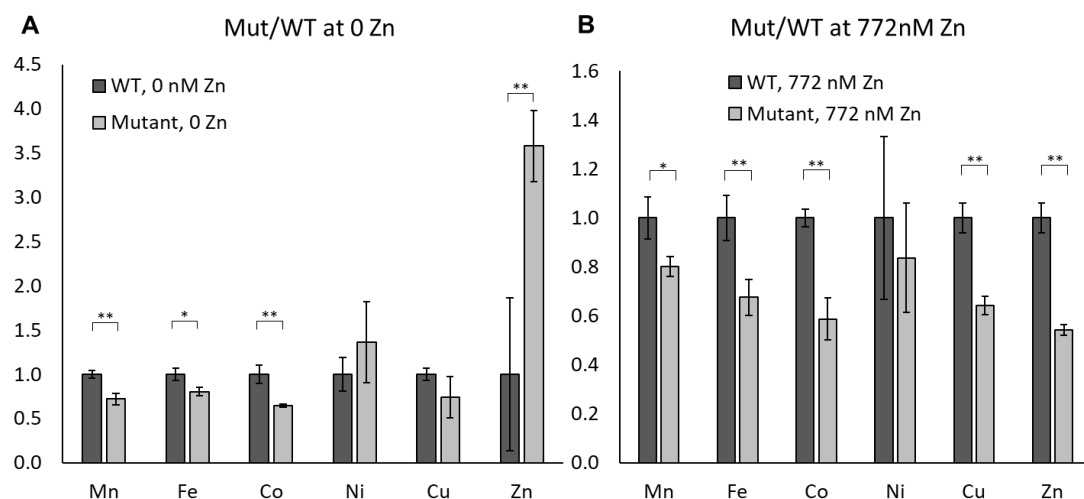 A
Mut/WT at 0 Zn
4.5
4.0
3.5
3.0
2.5
2.0
1.5
1.0
0.5
0.0
WT, 0 nM Zn
Mutant, 0 Zn
**
*
**
**
Mn Fe Co Ni Cu Zn
B
Mut/WT at 772nM Zn
1.6
1.4
1.2
1.0
0.8
0.6
0.4
0.2
0.0
WT, 772 nM Zn
Mutant, 772 nM Zn
*
**
**
**
**
Mn Fe Co Ni Cu Zn